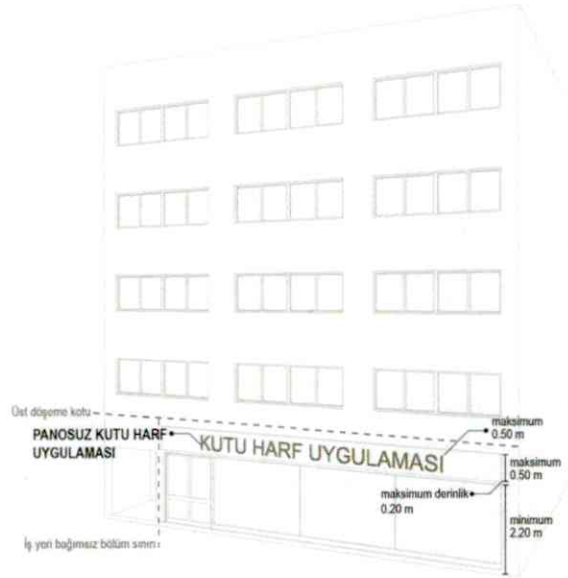 Üst döşeme kotu
PANOSUZ KUTU HARF
UYGULAMASI
KUTU HARF UYGULAMASI
maksimum
0.50 m
maksimum
0.50 m
maksimum derinlik
0.20 m
minimum
2.20 m
İş yeri bağımsız bölüm sınırı